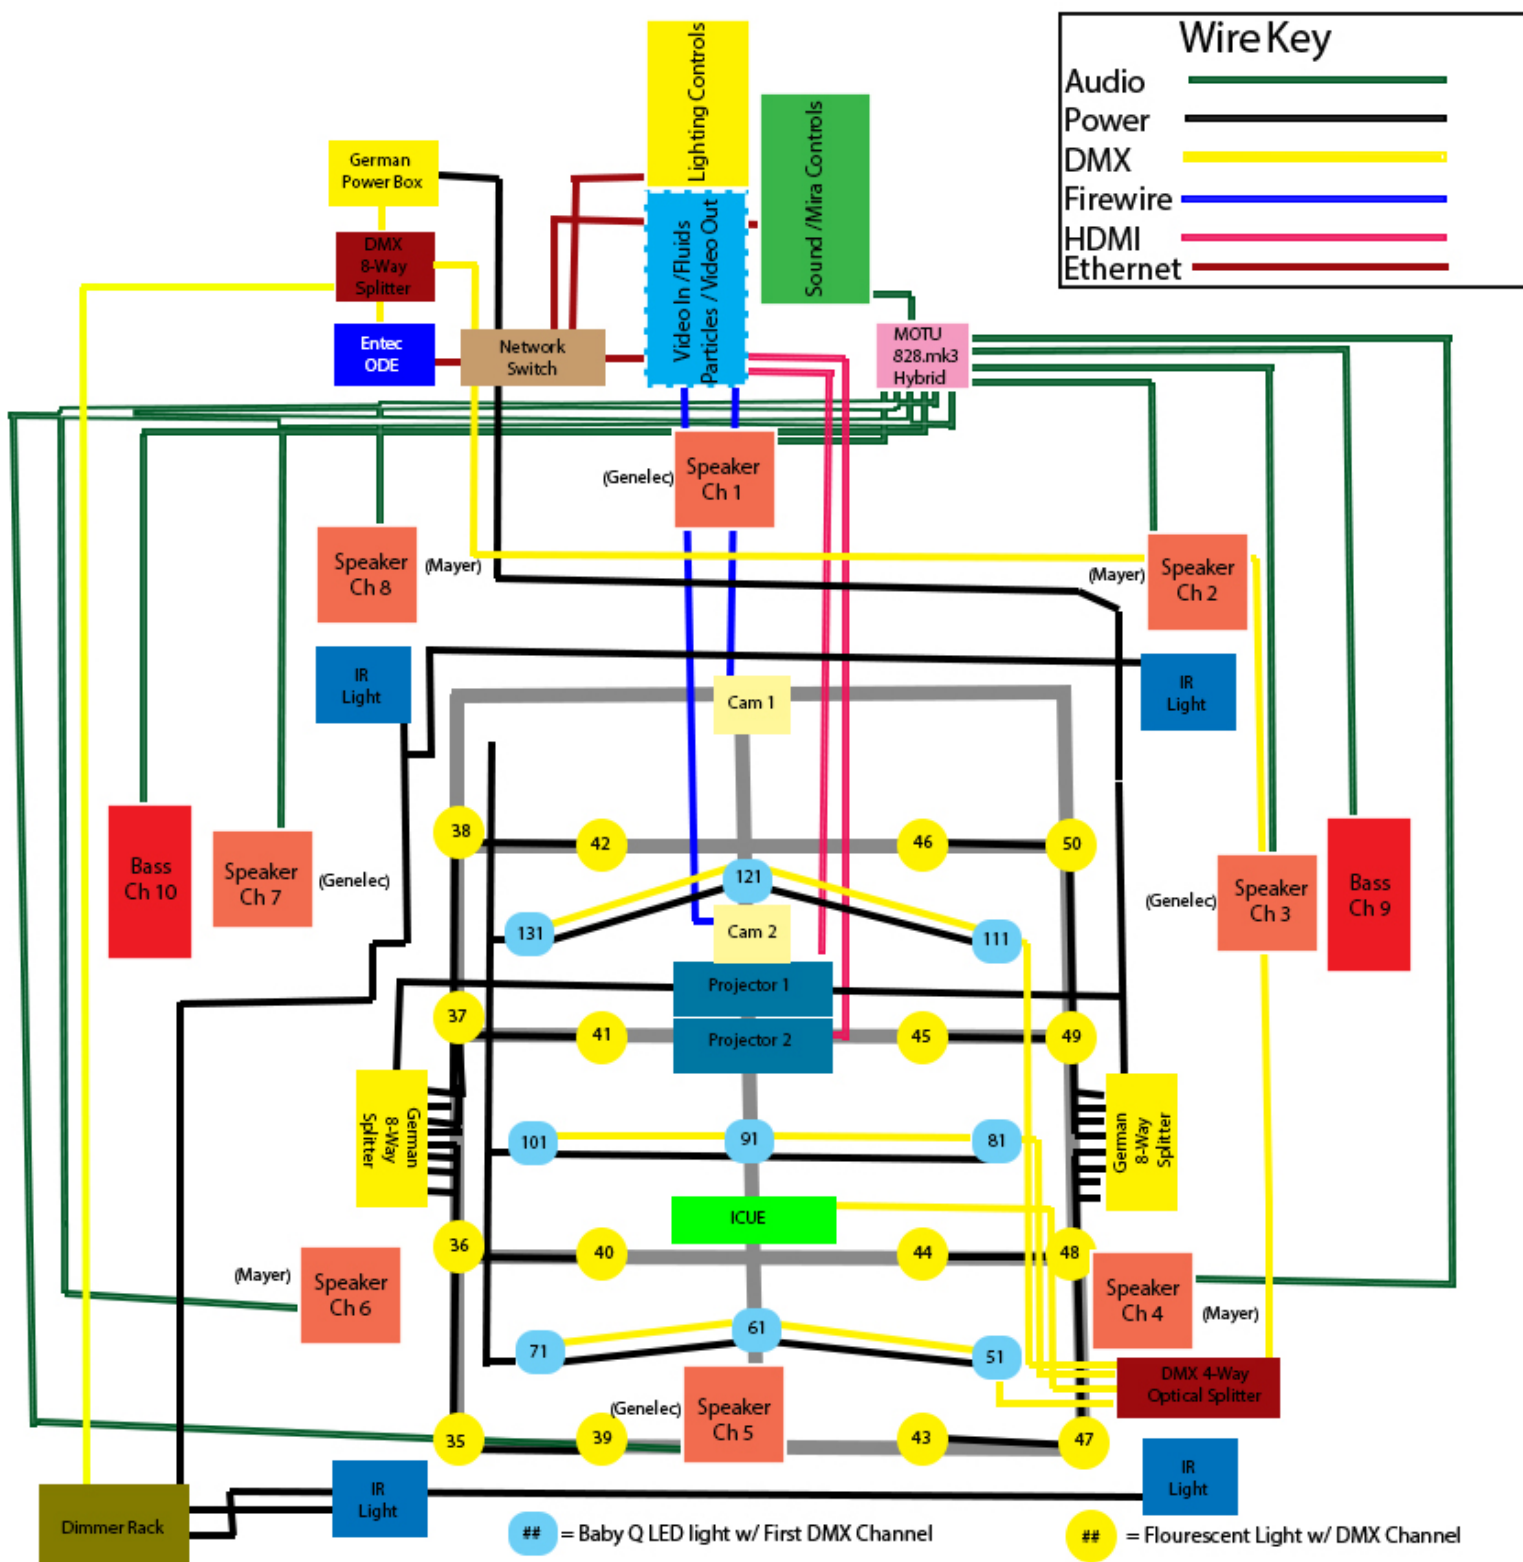 Wire Key
Audio
Power
DMX
Firewire
HDMI
Ethernet
Lighting Controls
Sound /Mira Controls
Video In /Fluids
Particles / Video Out
German
Power Box
DMX
8-Way
Splitter
Entec
ODE
Network
Switch
MOTU
828.mk3
Hybrid
(Genelec)
Speaker
Ch 1
Speaker
Ch 8
(Mayer)
(Mayer)
Speaker
Ch 2
IR
Light
IR
Light
Cam 1
38
42
46
50
121
Bass
Ch 10
Speaker
Ch 7
(Genelec)
131
Cam 2
111
(Genelec)
Speaker
Ch 3
Bass
Ch 9
Projector 1
37
41
Projector 2
45
49
German
8-Way
Splitter
101
91
81
German
8-Way
Splitter
ICUE
36
40
44
48
(Mayer)
Speaker
Ch 6
Speaker
Ch 4
(Mayer)
71
61
51
DMX 4-Way
Optical Splitter
(Genelec)
Speaker
Ch 5
35
39
43
47
Dimmer Rack
IR
Light
IR
Light
## = Baby Q LED light w/ First DMX Channel
## = Flourescent Light w/ DMX Channel